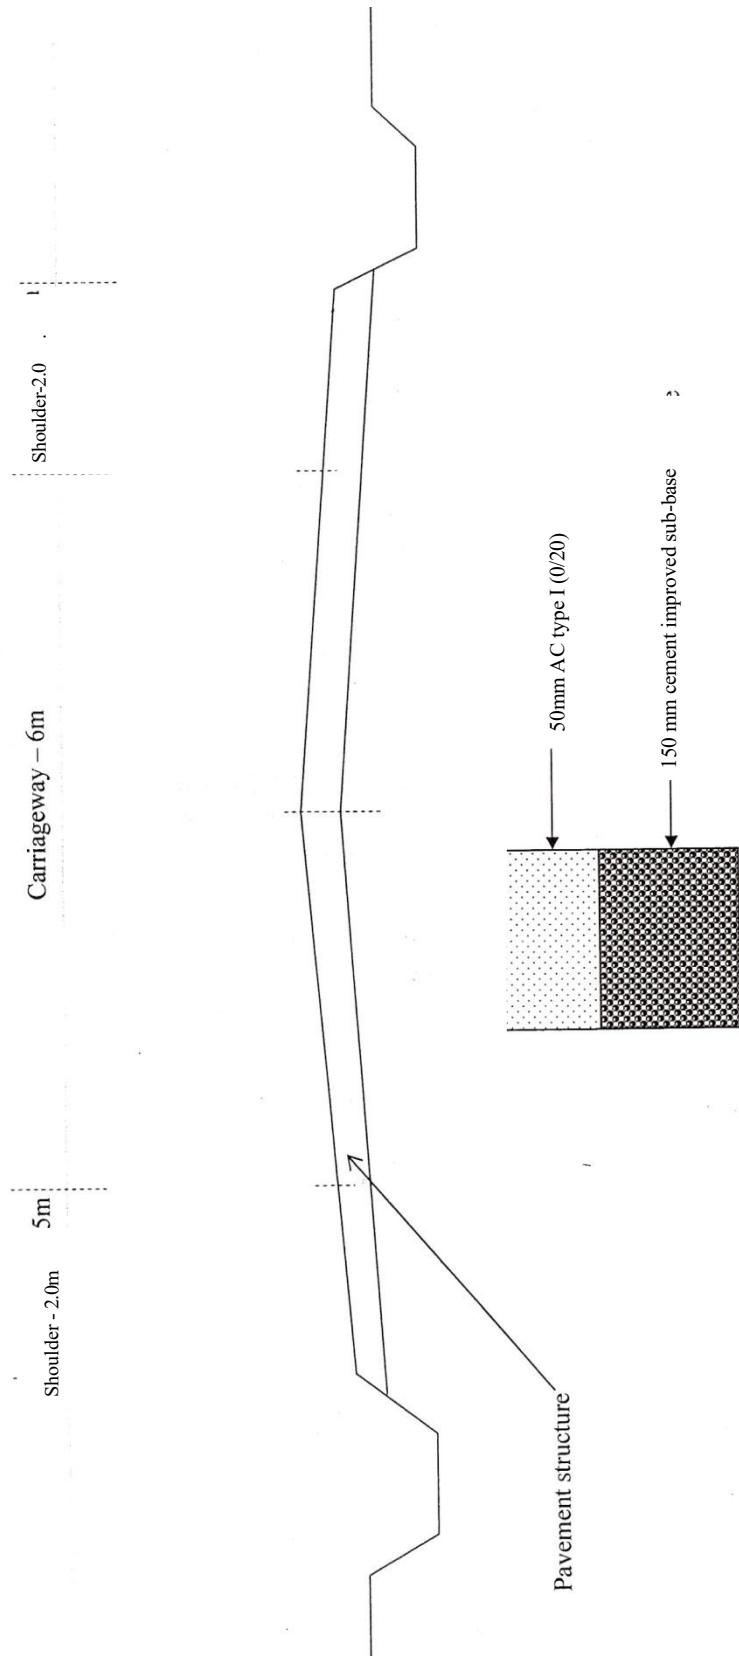 Shoulder - 2.0m
5m
Carriageway – 6m
Shoulder-2.0
Pavement structure
50mm AC type I (0/20)
150 mm cement improved sub-base